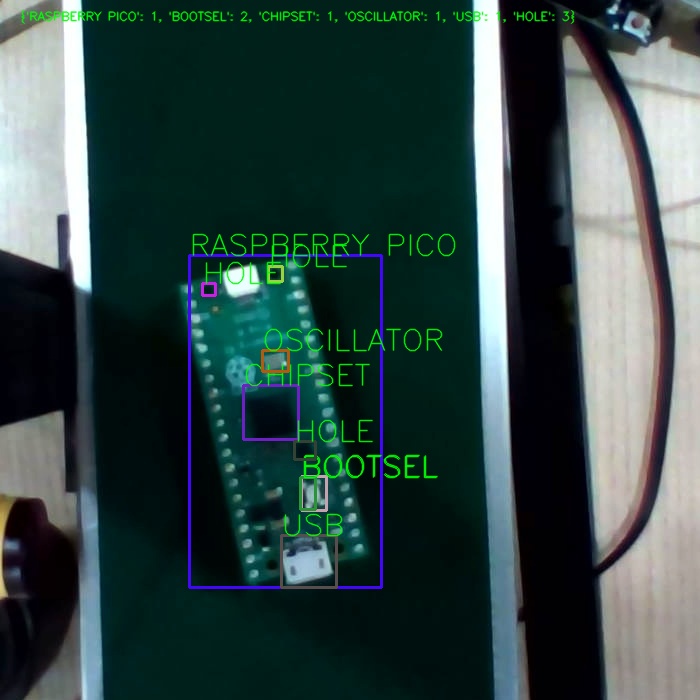 {'RASPBERRY PICO': 1, 'BOOTSEL': 2, 'CHIPSET': 1, 'OSCILLATOR': 1, 'USB': 1, 'HOLE': 3}
RASPBERRY PICO
HOLE
HOLE
OSCILLATOR
CHIPSET
HOLE
BOOTSEL
USB